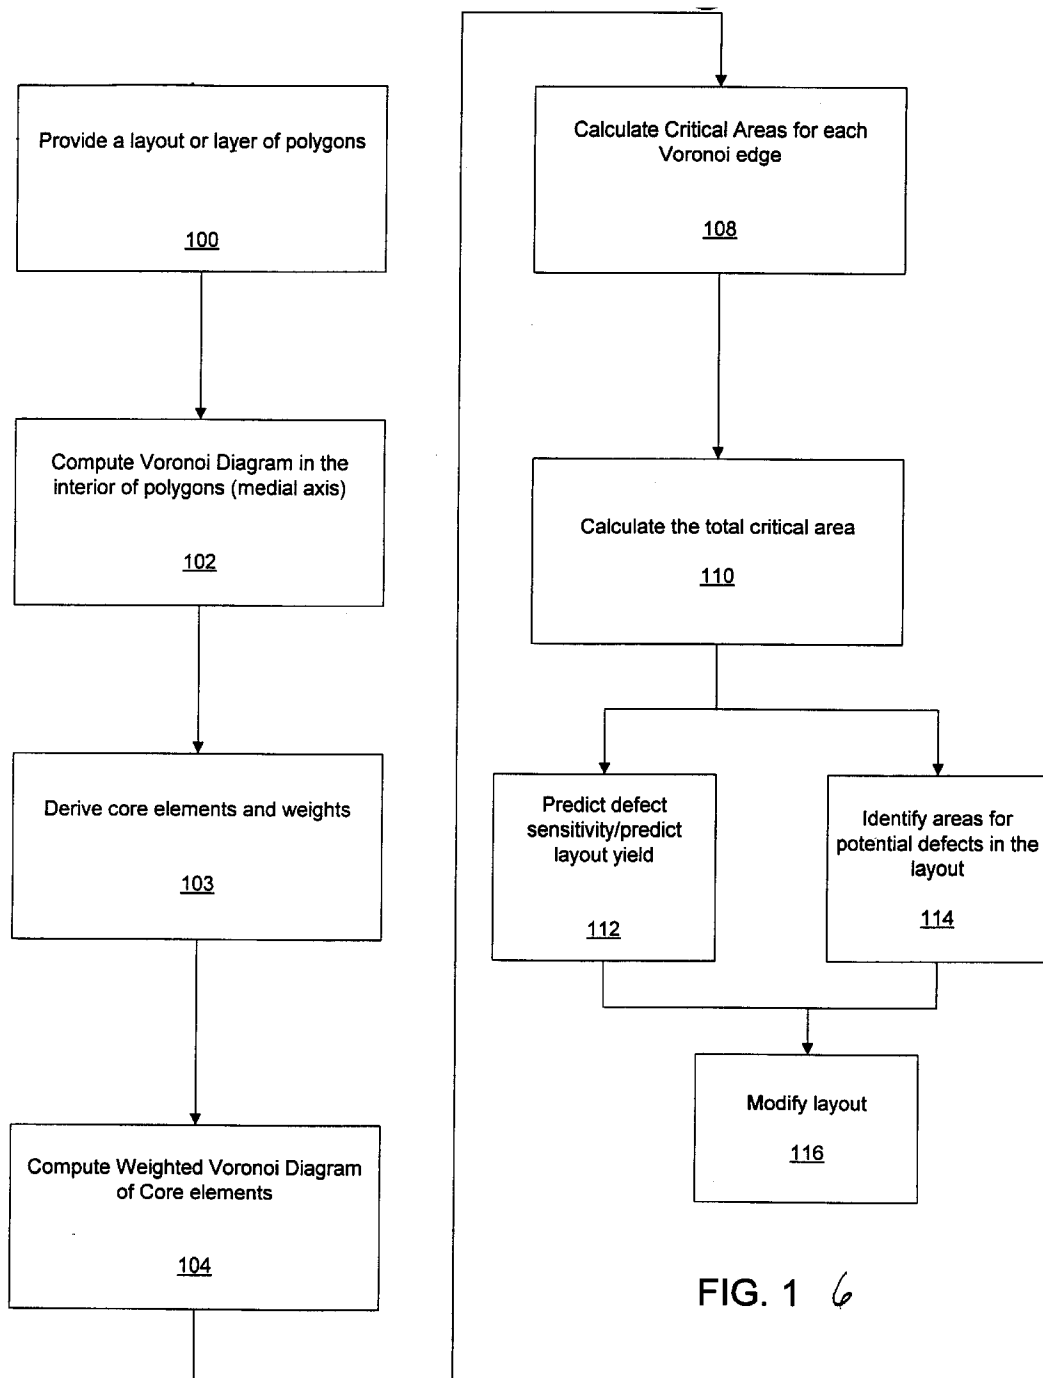 Provide a layout or layer of polygons
100
Compute Voronoi Diagram in the
interior of polygons (medial axis)
102
Derive core elements and weights
103
Compute Weighted Voronoi Diagram
of Core elements
104
Calculate Critical Areas for each
Voronoi edge
108
Calculate the total critical area
110
Predict defect
sensitivity/predict
layout yield
112
Identify areas for
potential defects in the
layout
114
Modify layout
116
FIG. 1 6